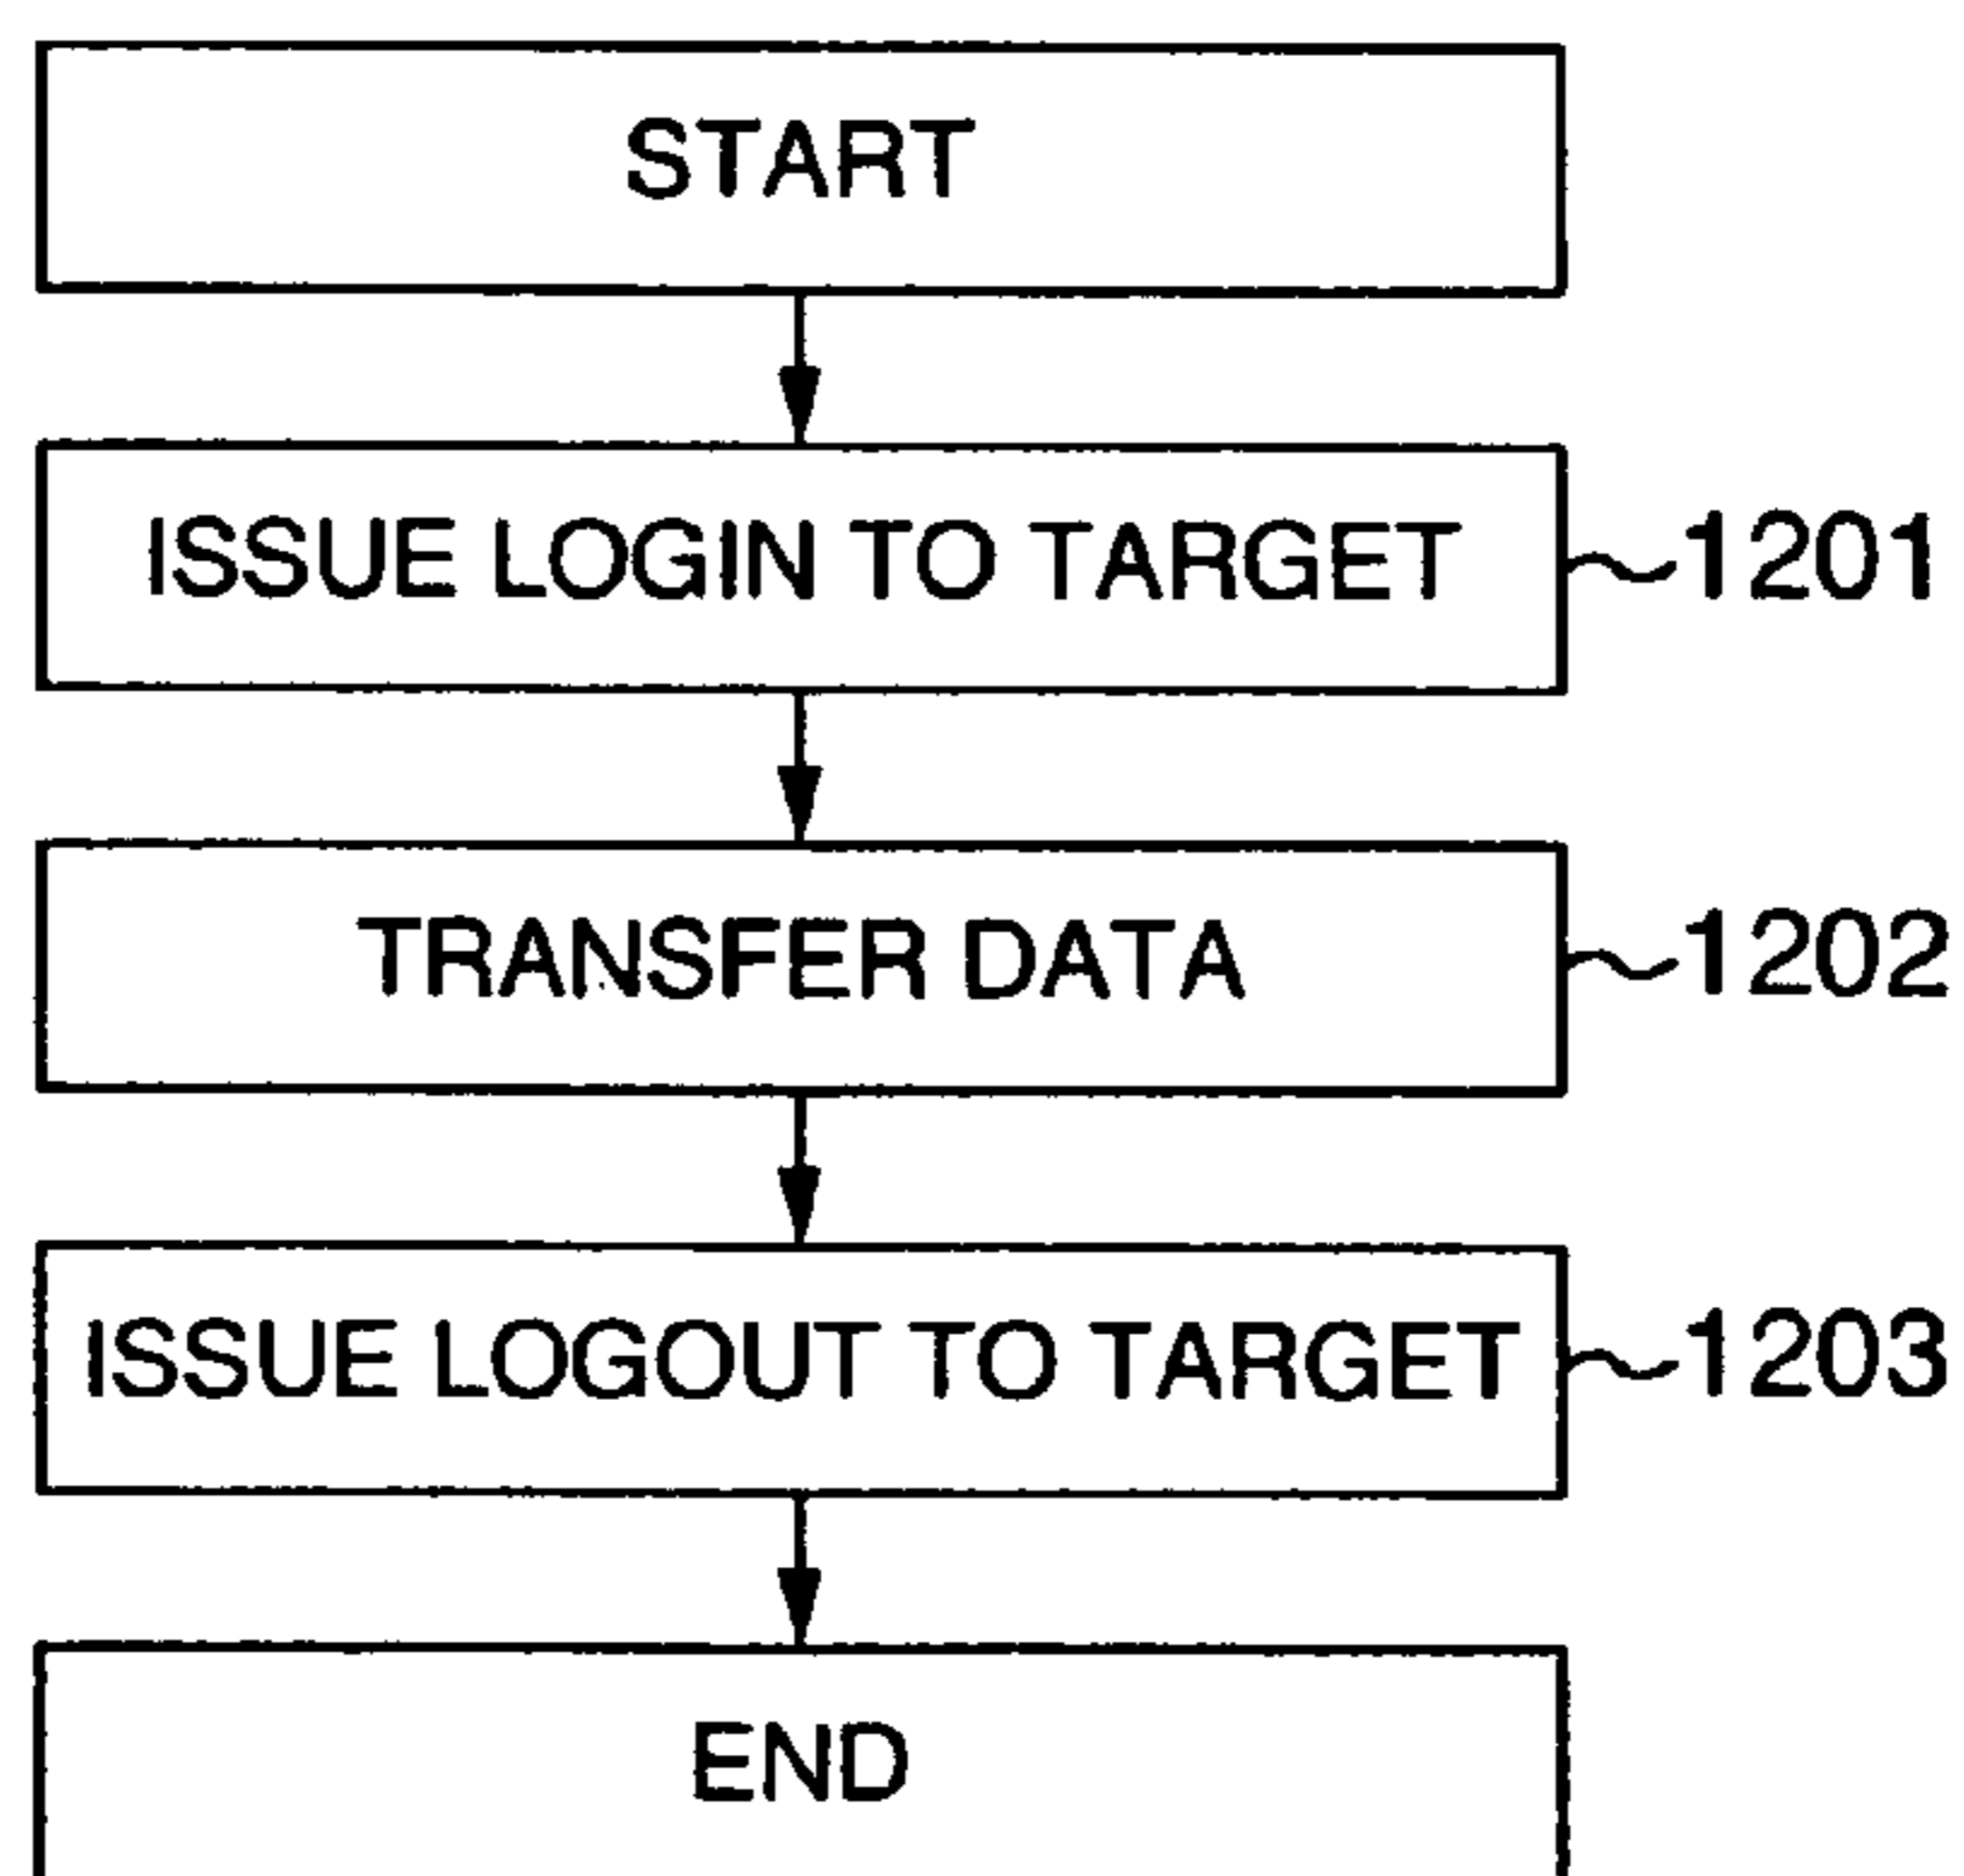 START
ISSUE LOGIN TO TARGET 1201
TRANSFER DATA 1202
ISSUE LOGOUT TO TARGET 1203
END